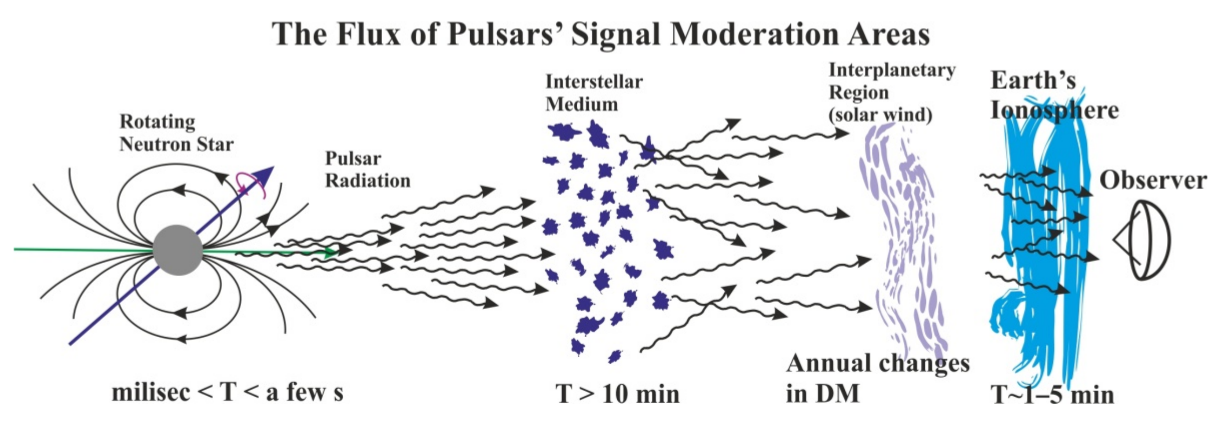 The Flux of Pulsars’ Signal Moderation Areas
Rotating
Neutron Star
Pulsar
Radiation
Interstellar
Medium
Interplanetary
Region
(solar wind)
Earth’s
Ionosphere
Observer
milisec < T < a few s
T > 10 min
Annual changes
in DM
T~1–5 min